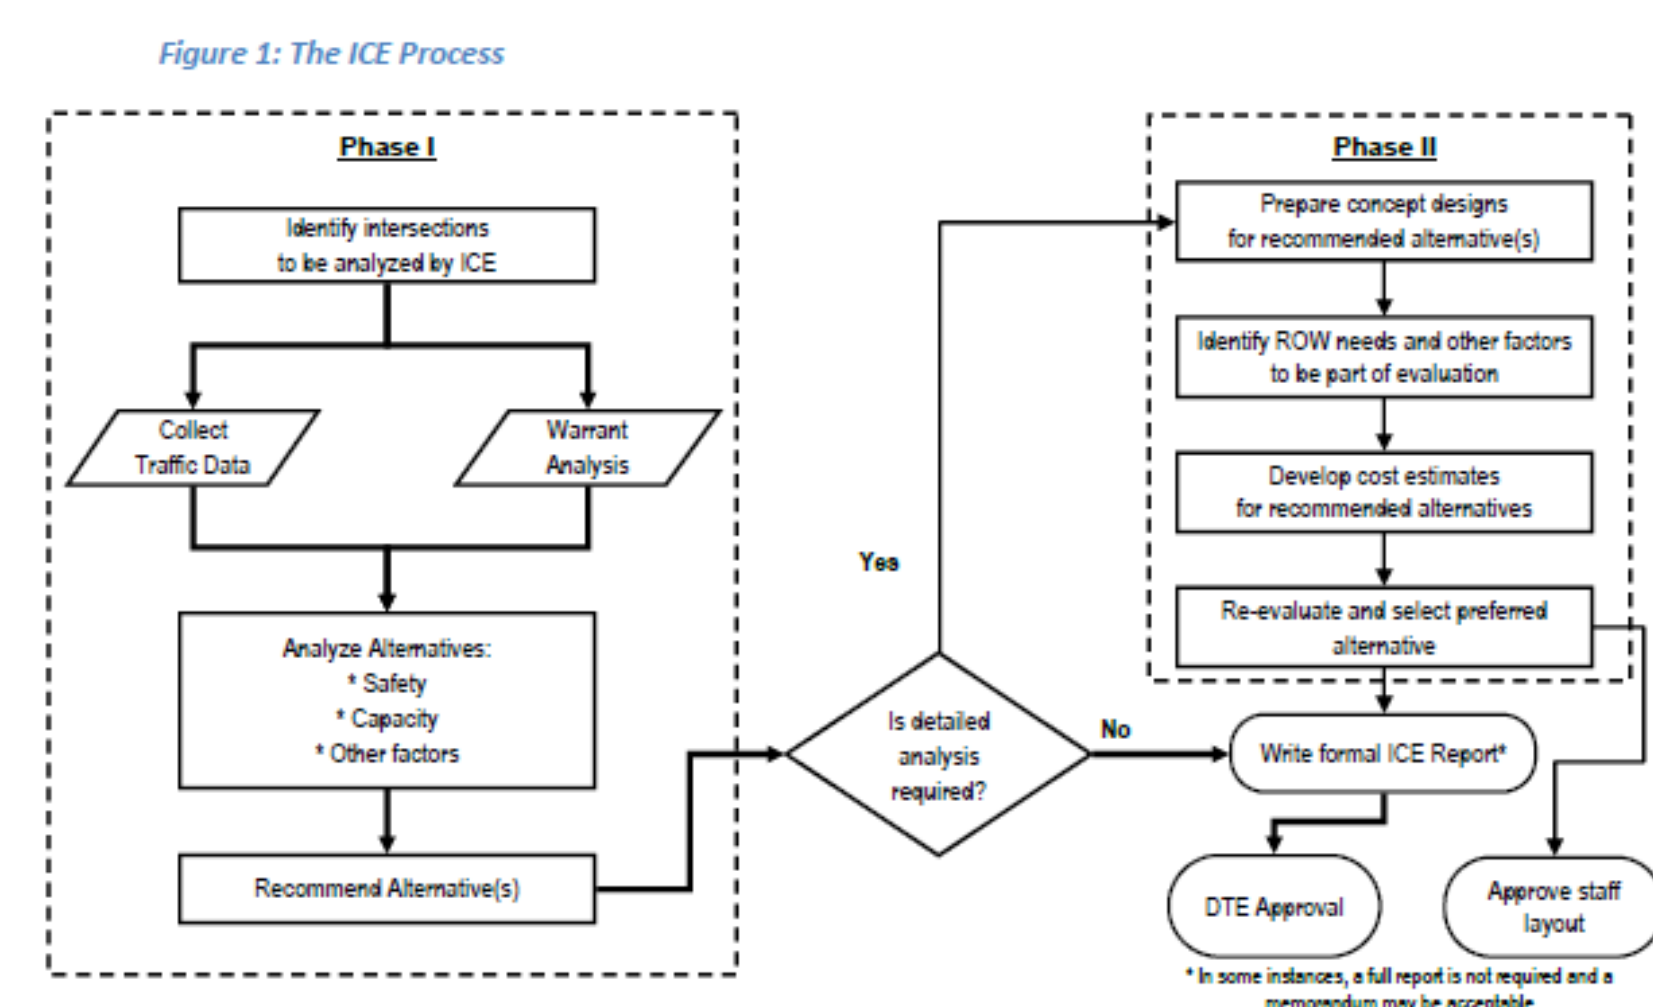 Figure 1: The ICE Process
Phase I
Identify intersections
to be analyzed by ICE
Collect
Traffic Data
Warrant
Analysis
Analyze Alternatives:
* Safety
* Capacity
* Other factors
Recommend Alternative(s)
Is detailed
analysis
required?
Yes
No
Phase II
Prepare concept designs
for recommended alternative(s)
Identify ROW needs and other factors
to be part of evaluation
Develop cost estimates
for recommended alternatives
Re-evaluate and select preferred
alternative
Write formal ICE Report*
DTE Approval
Approve staff
layout
* In some instances, a full report is not required and a
memorandum may be acceptable